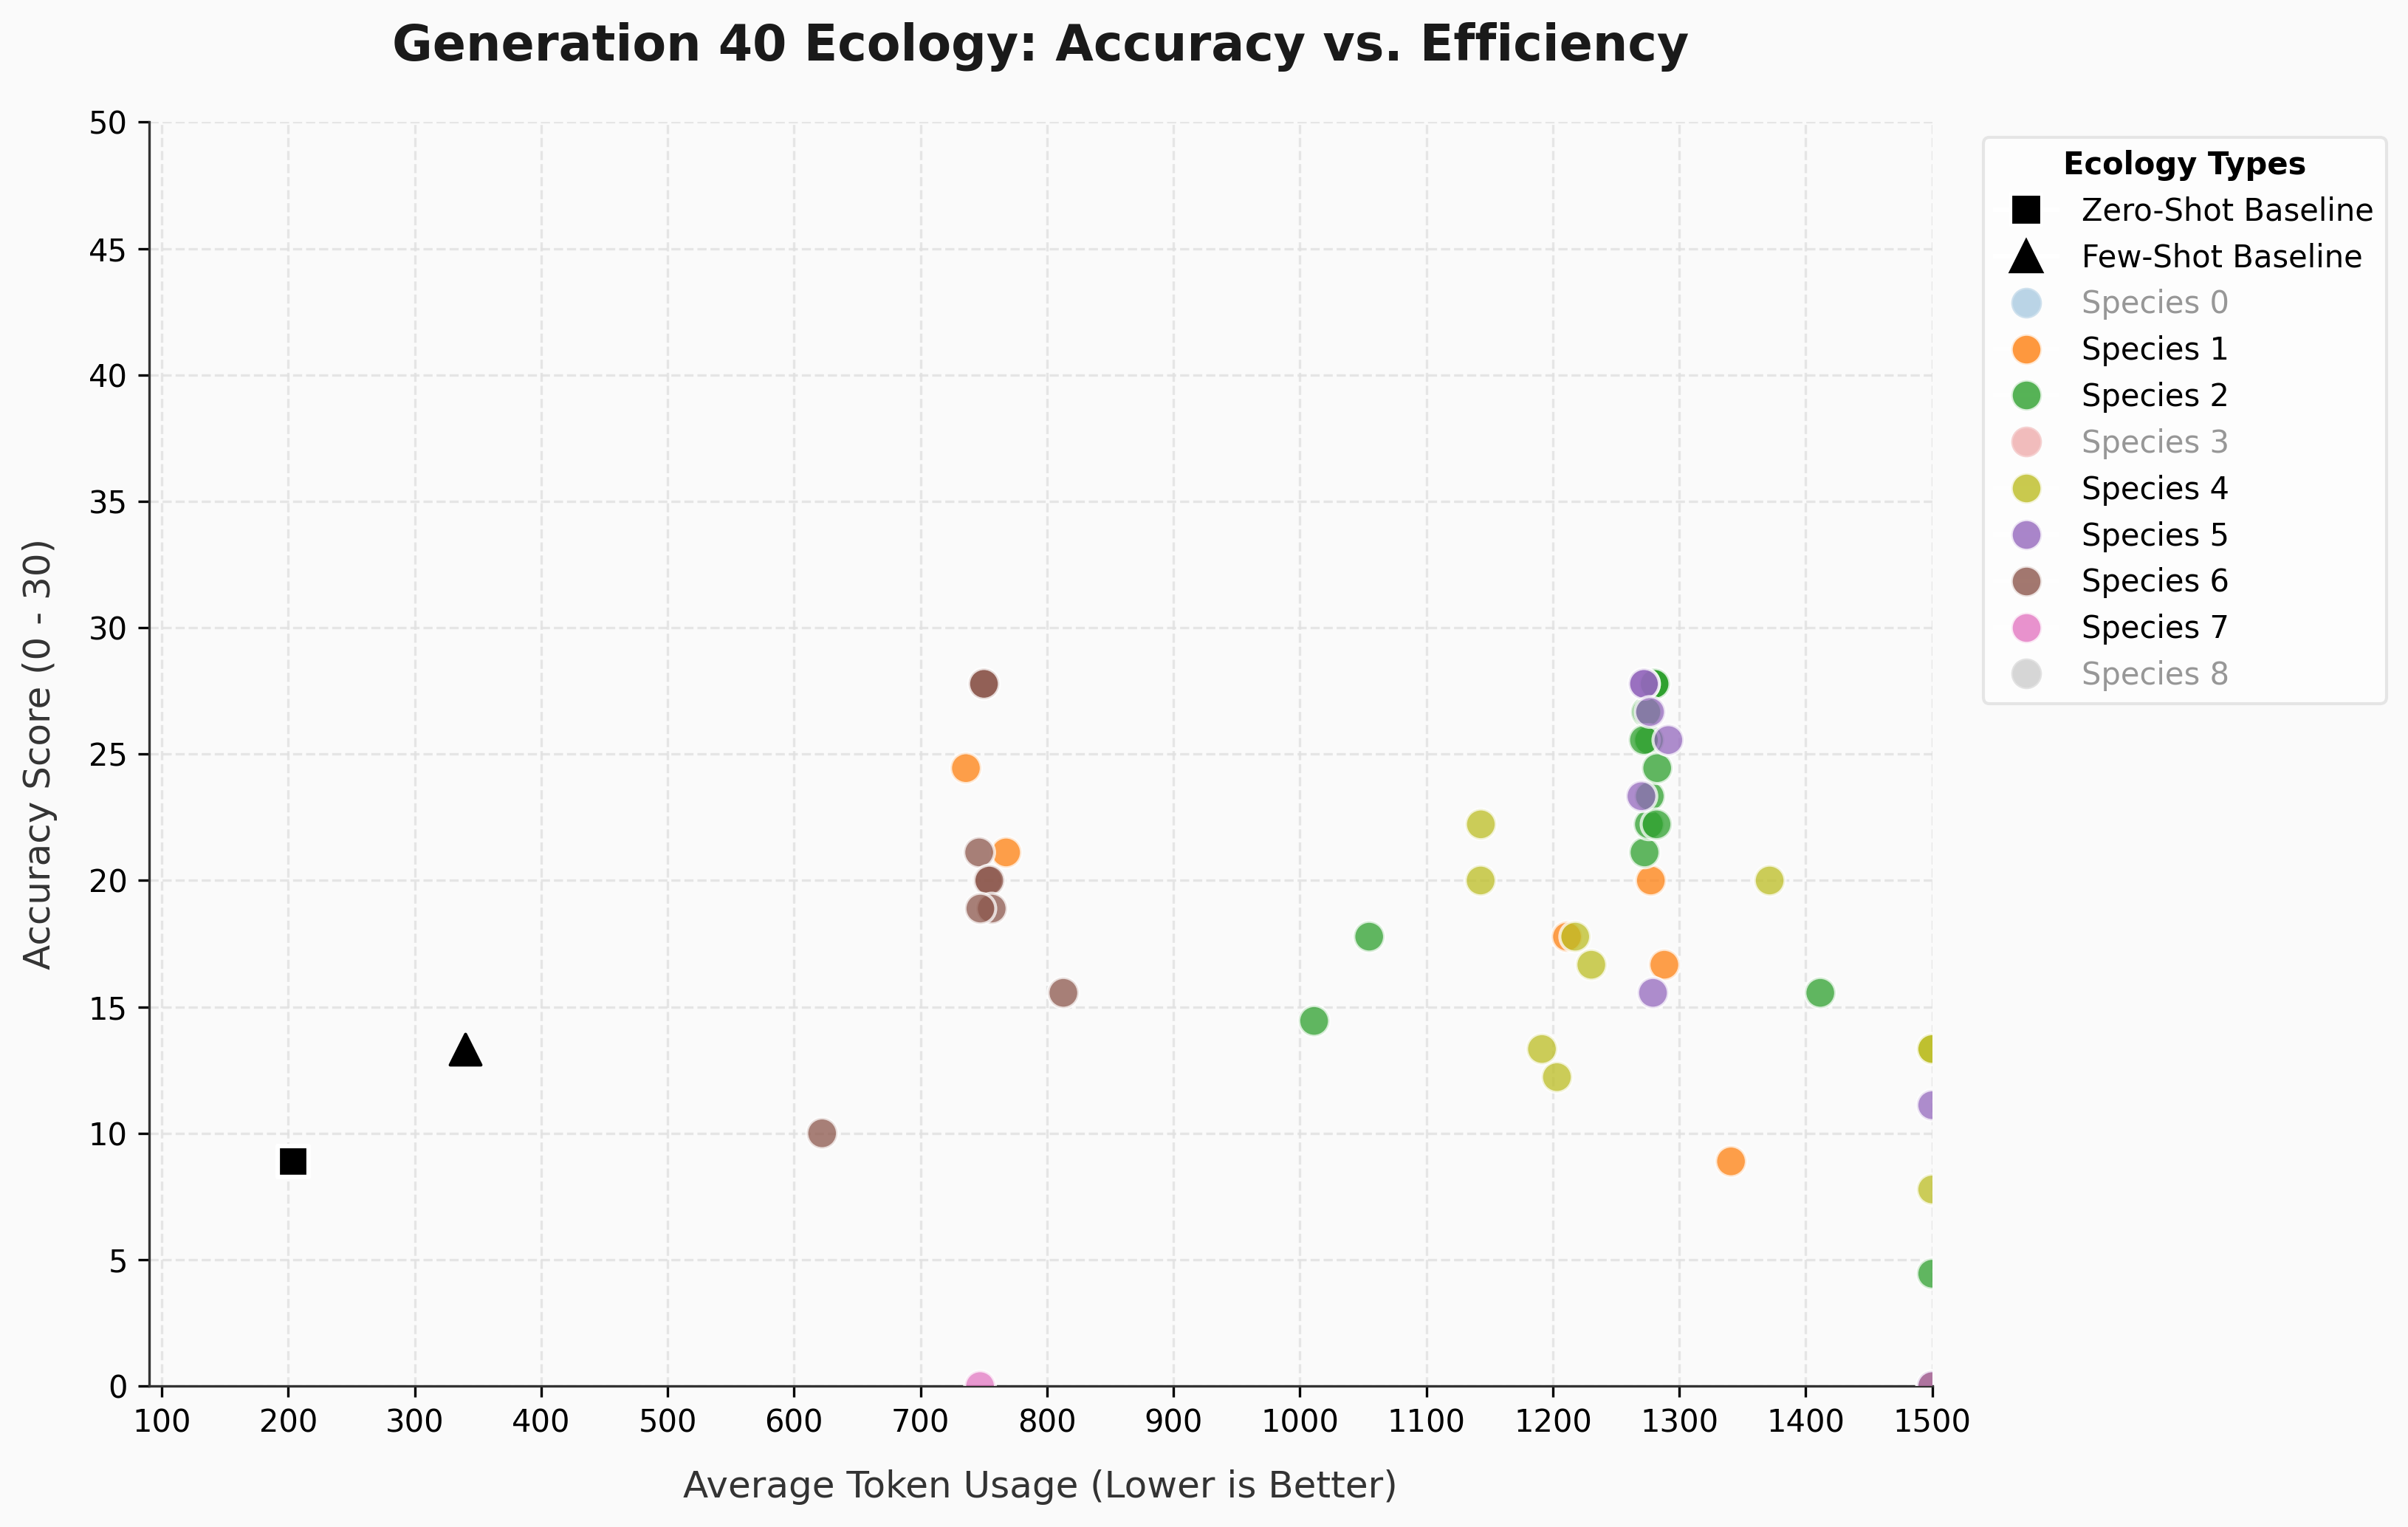 Generation 40 Ecology: Accuracy vs. Efficiency
50
45
40
35
30
25
20
15
10
5
0
Accuracy Score (0 - 30)
100 200 300 400 500 600 700 800 900 1000 1100 1200 1300 1400 1500
Average Token Usage (Lower is Better)
Ecology Types
Zero-Shot Baseline
Few-Shot Baseline
Species 0
Species 1
Species 2
Species 3
Species 4
Species 5
Species 6
Species 7
Species 8